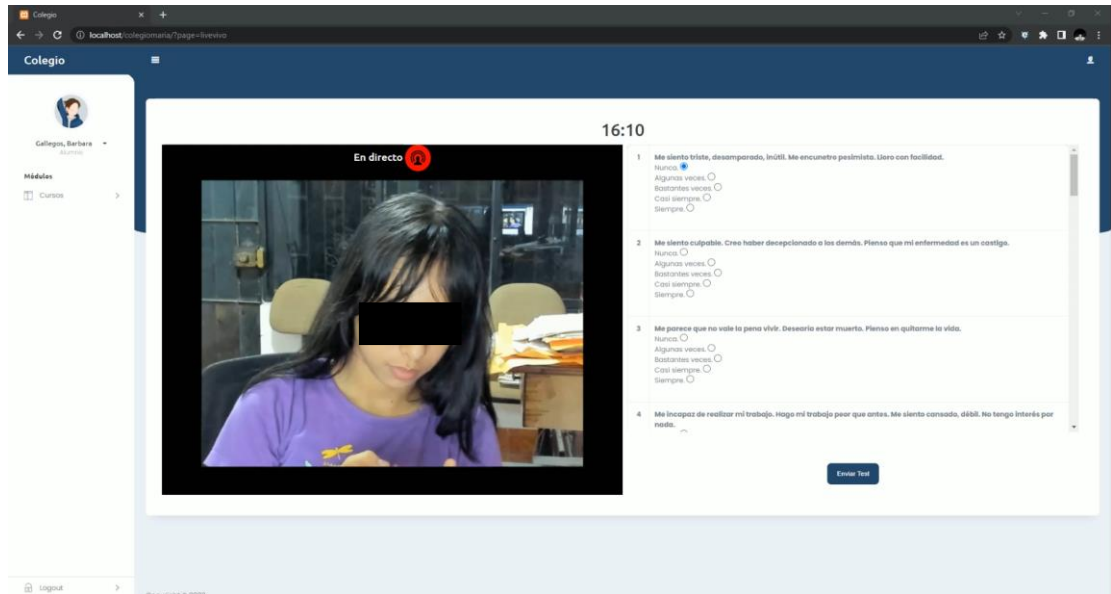 Colegio
localhost/colegiomaria/?page=livevivo
Colegio
Gallegos, Barbara
Alumno
Módulos
Cursos
Logout
16:10
En directo
1 Me siento triste, desamparado, inútil. Me encunetro pesimista. Lloro con facilidad.
Nunca.
Algunas veces.
Bastantes veces.
Casi siempre.
Siempre.
2 Me siento culpable. Creo haber decepcionado a los demás. Pienso que mi enfermedad es un castigo.
Nunca.
Algunas veces.
Bastantes veces.
Casi siempre.
Siempre.
3 Me parece que no vale la pena vivir. Desearía estar muerto. Pienso en quitarme la vida.
Nunca.
Algunas veces.
Bastantes veces.
Casi siempre.
Siempre.
4 Me incapaz de realizar mi trabajo. Hago mi trabajo peor que antes. Me siento cansado, débil. No tengo interés por
nada.
Enviar Test